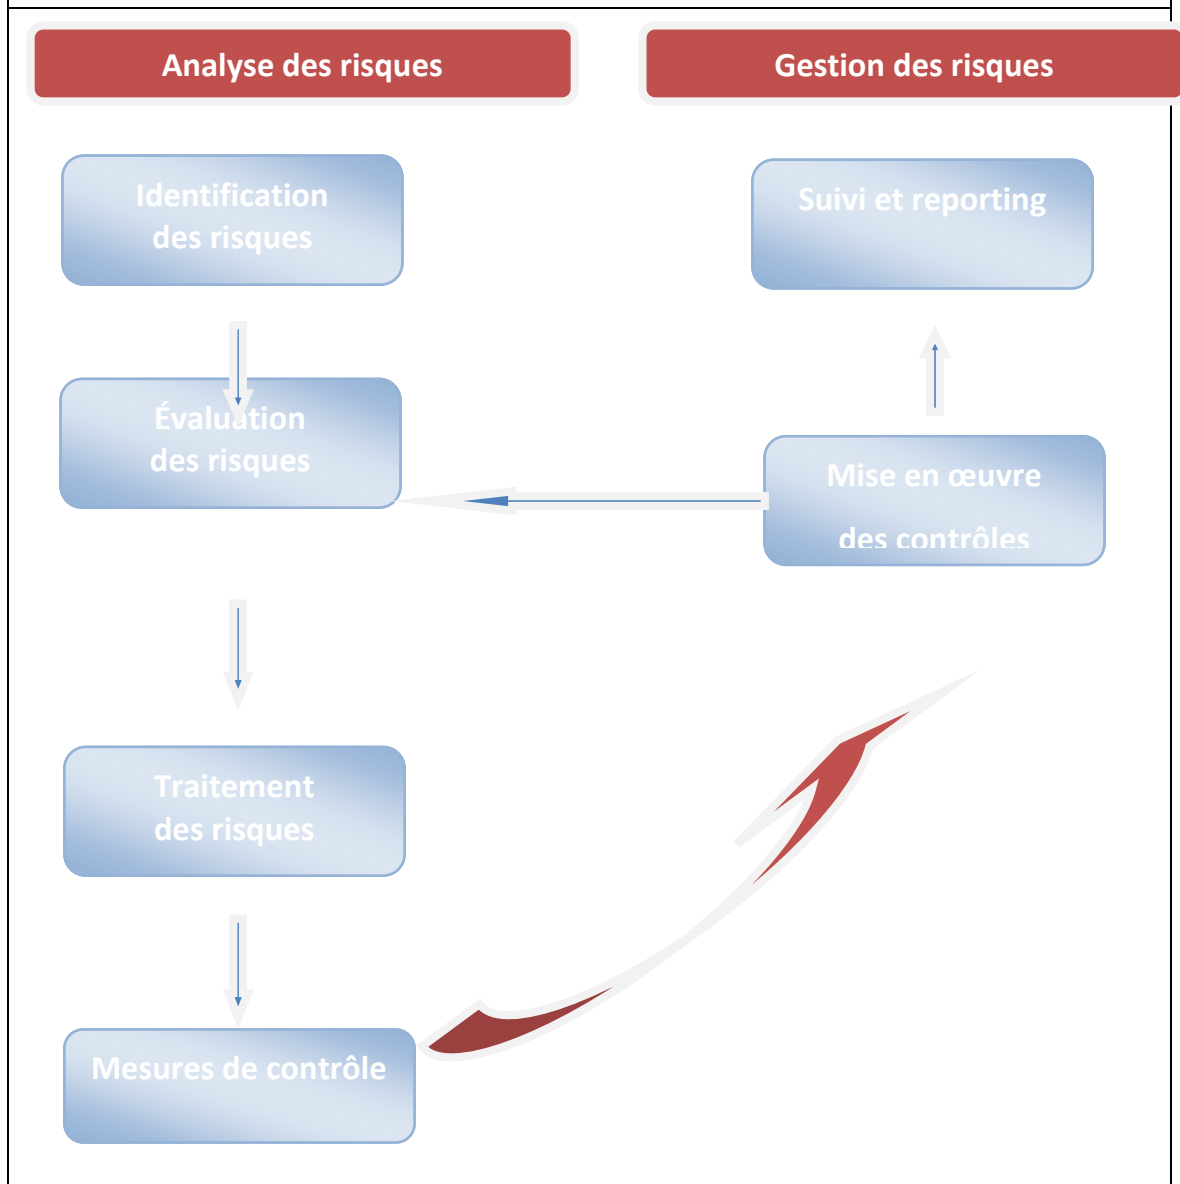 Analyse des risques
Gestion des risques
Identification
des risques
Suivi et reporting
Évaluation
des risques
Mise en œuvre
des contrôles
Traitement
des risques
Mesures de contrôle